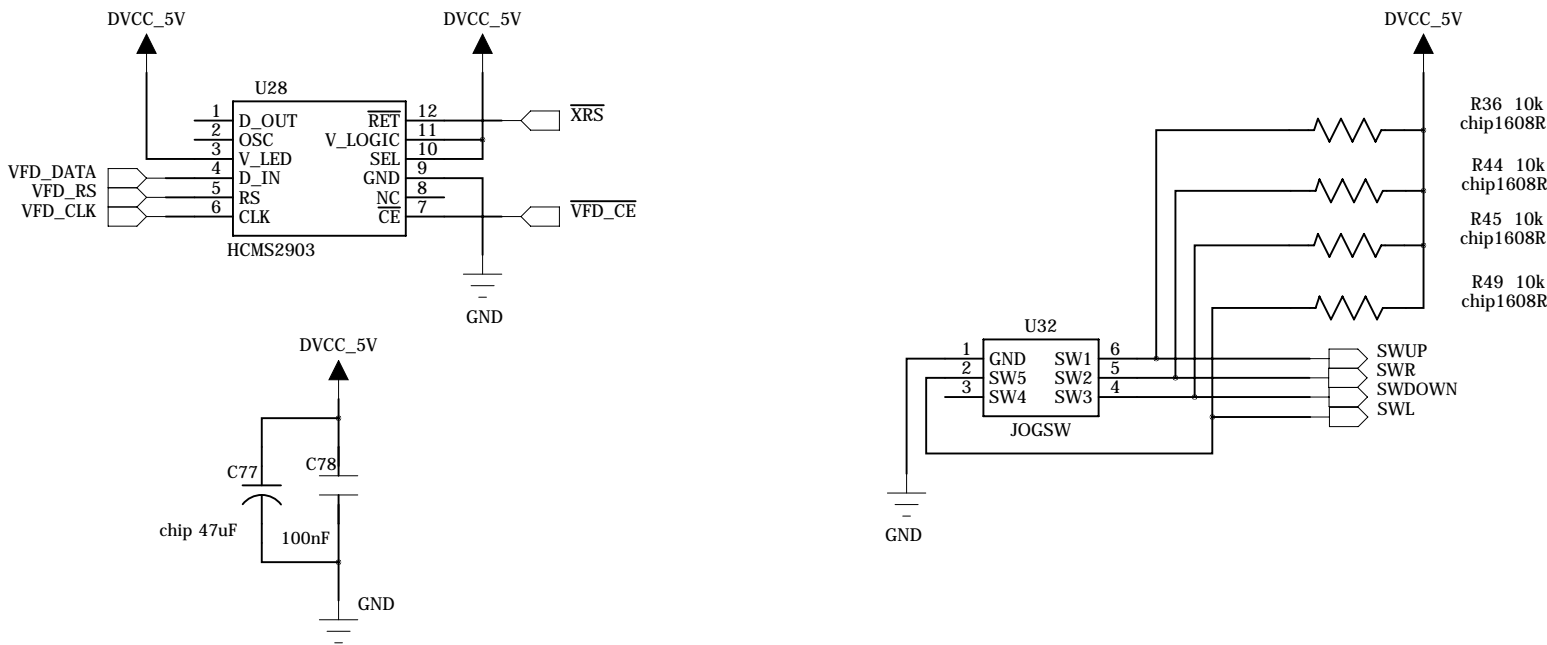 DVCC_5V
DVCC_5V
U28
1 D_OUT
2 OSC
3 V_LED
4 D_IN
5 RS
6 CLK
RET 12
V_LOGIC 11
SEL 10
GND 9
NC 8
CE 7
HCMS2903
VFD_DATA
VFD_RS
VFD_CLK
XRS
VFD_CE
GND
DVCC_5V
C77
C78
chip 47uF
100nF
GND
DVCC_5V
R36 10k
chip1608R
R44 10k
chip1608R
R45 10k
chip1608R
R49 10k
chip1608R
U32
1 GND
2 SW5
3 SW4
SW1 6
SW2 5
SW3 4
JOGSW
SWUP
SWR
SWDOWN
SWL
GND